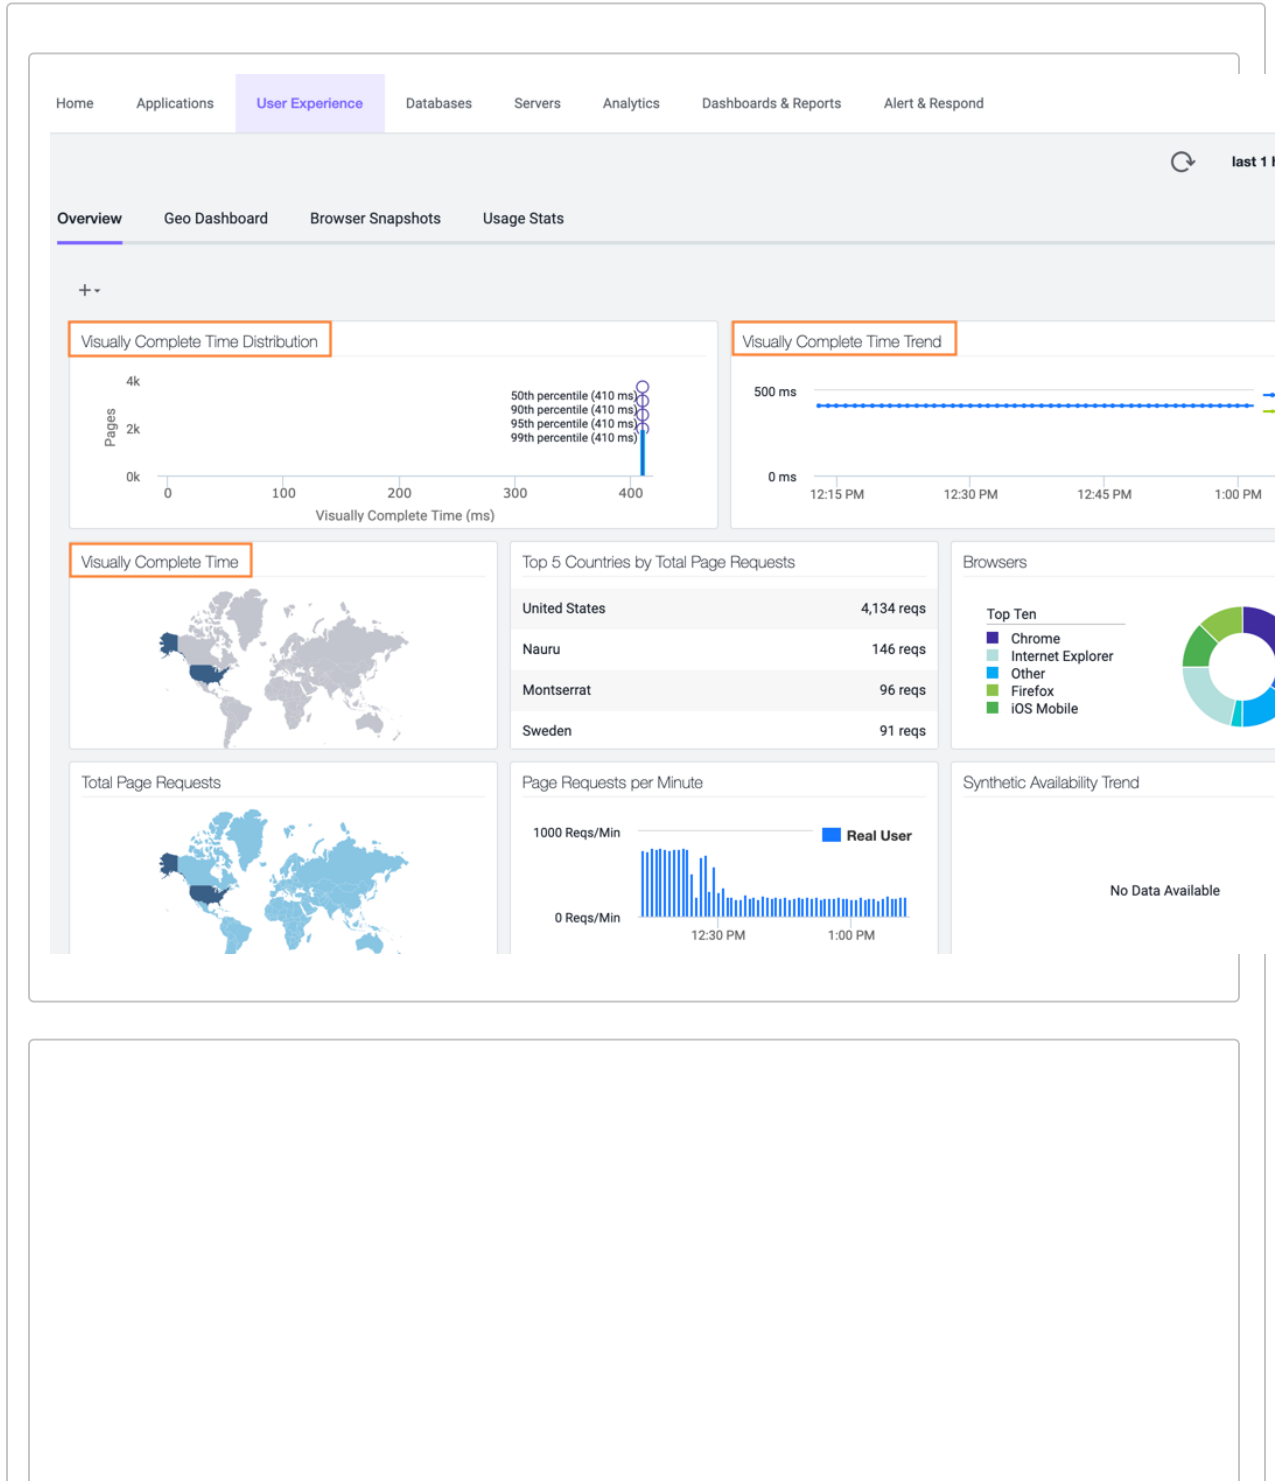 Home Applications User Experience Databases Servers Analytics Dashboards & Reports Alert & Respond
last 1
Overview Geo Dashboard Browser Snapshots Usage Stats
+
Visually Complete Time Distribution
4k
2k
0k
Pages
50th percentile (410 ms)
90th percentile (410 ms)
95th percentile (410 ms)
99th percentile (410 ms)
0 100 200 300 400
Visually Complete Time (ms)
Visually Complete Time Trend
500 ms
0 ms
12:15 PM 12:30 PM 12:45 PM 1:00 PM
Visually Complete Time
Top 5 Countries by Total Page Requests
United States 4,134 reqs
Nauru 146 reqs
Montserrat 96 reqs
Sweden 91 reqs
Browsers
Top Ten
Chrome
Internet Explorer
Other
Firefox
iOS Mobile
Total Page Requests
Page Requests per Minute
1000 Reqs/Min
Real User
0 Reqs/Min
12:30 PM 1:00 PM
Synthetic Availability Trend
No Data Available